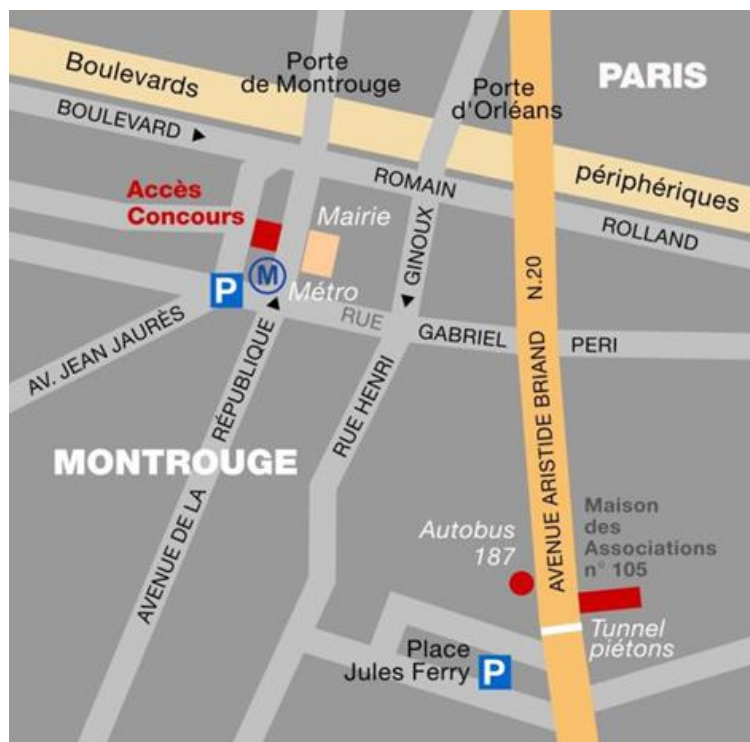 Porte
de Montrouge
Boulevards
PARIS
Porte
d'Orléans
BOULEVARD
ROMAIN
périphériques
ROLLAND
Accès
Concours
Mairie
GINOUX
N.20
M
Métro
P
RUE
GABRIEL
PERI
AV. JEAN JAURÈS
RÉPUBLIQUE
RUE HENRI
AVENUE ARISTIDE BRIAND
MONTROUGE
AVENUE DE LA
Autobus
187
Maison
des
Associations
n° 105
Tunnel
piétons
Place
Jules Ferry
P